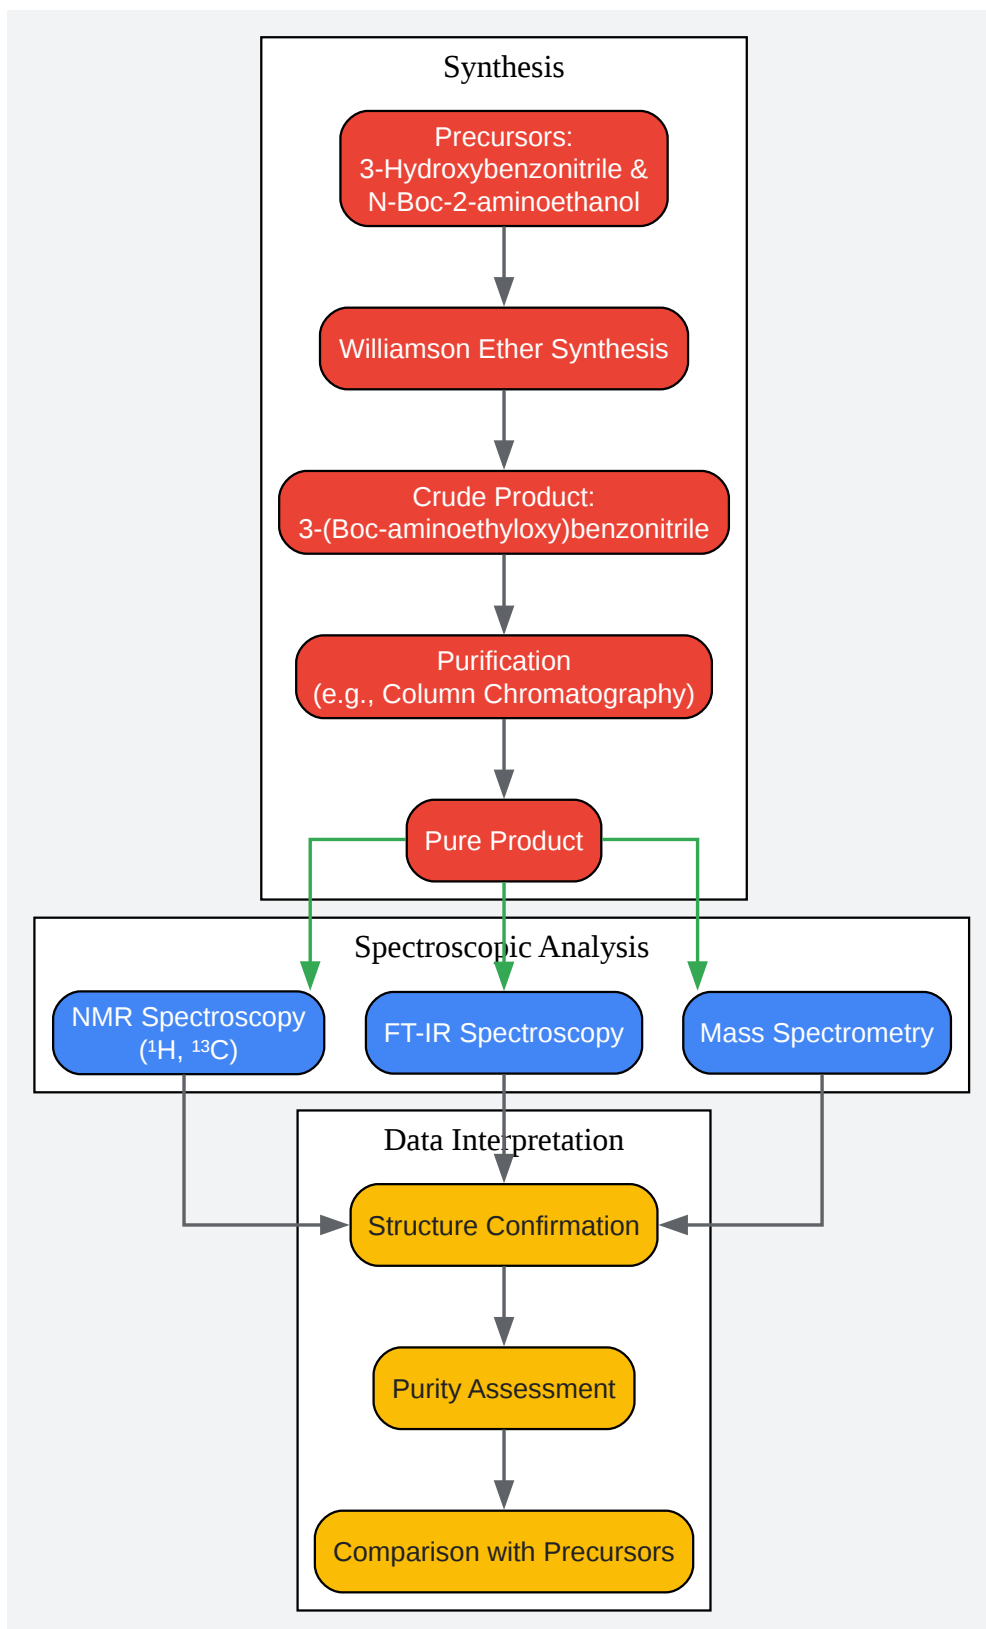 Synthesis
Precursors:
3-Hydroxybenzonitrile &
N-Boc-2-aminoethanol
Williamson Ether Synthesis
Crude Product:
3-(Boc-aminoethyloxy)benzonitrile
Purification
(e.g., Column Chromatography)
Pure Product
Spectroscopic Analysis
NMR Spectroscopy
(¹H, ¹³C)
FT-IR Spectroscopy
Mass Spectrometry
Data Interpretation
Structure Confirmation
Purity Assessment
Comparison with Precursors